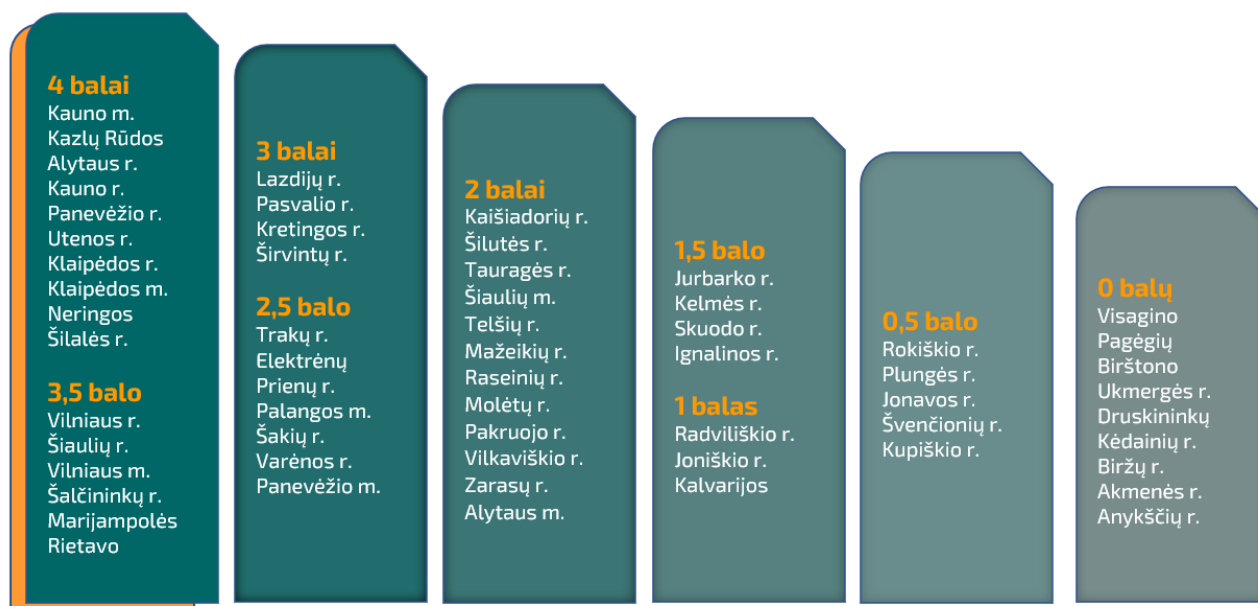 4 balai
Kauno m.
Kazlų Rūdos
Alytaus r.
Kauno r.
Panevėžio r.
Utenos r.
Klaipėdos r.
Klaipėdos m.
Neringos
Šilalės r.
3,5 balo
Vilniaus r.
Šiaulių r.
Vilniaus m.
Šalčininkų r.
Marijampolės
Rietavo
3 balai
Lazdijų r.
Pasvalio r.
Kretingos r.
Širvintų r.
2,5 balo
Trakų r.
Elektrėnų
Prienų r.
Palangos m.
Šakių r.
Varėnos r.
Panevėžio m.
2 balai
Kaišiadorių r.
Šilutės r.
Tauragės r.
Šiaulių m.
Telšių r.
Mažeikių r.
Raseinių r.
Molėtų r.
Pakruojo r.
Vilkaviškio r.
Zarasų r.
Alytaus m.
1,5 balo
Jurbarko r.
Kelmės r.
Skuodo r.
Ignalinos r.
1 balas
Radviliškio r.
Joniškio r.
Kalvarijos
0,5 balo
Rokiškio r.
Plungės r.
Jonavos r.
Švenčionių r.
Kupiškio r.
0 balų
Visagino
Pagėgių
Birštono
Ukmergės r.
Druskininkų
Kėdainių r.
Biržų r.
Akmenės r.
Anykščių r.